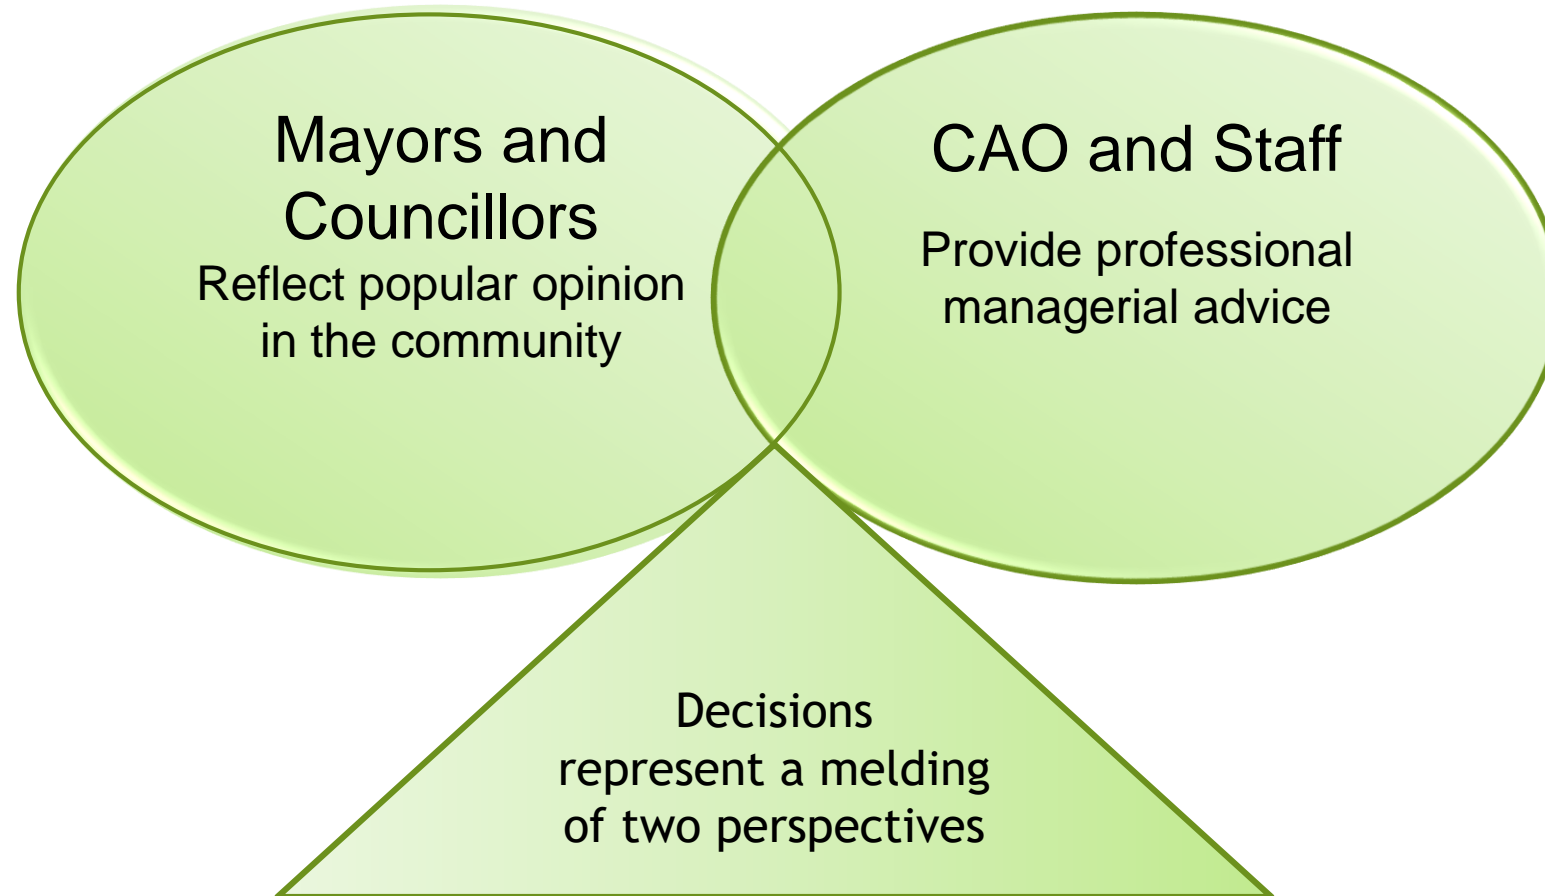 Mayors and
Councillors
Reflect popular opinion
in the community
CAO and Staff
Provide professional
managerial advice
Decisions
represent a melding
of two perspectives